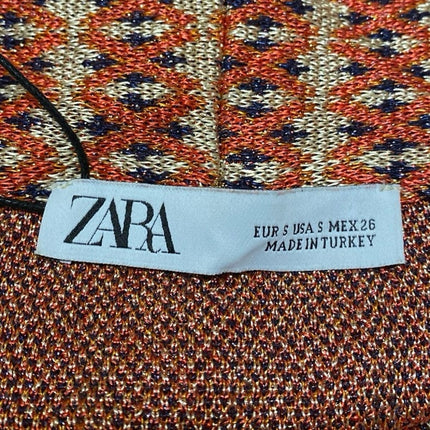 ZARA
EUR S USA S MEX 26
MADE IN TURKEY